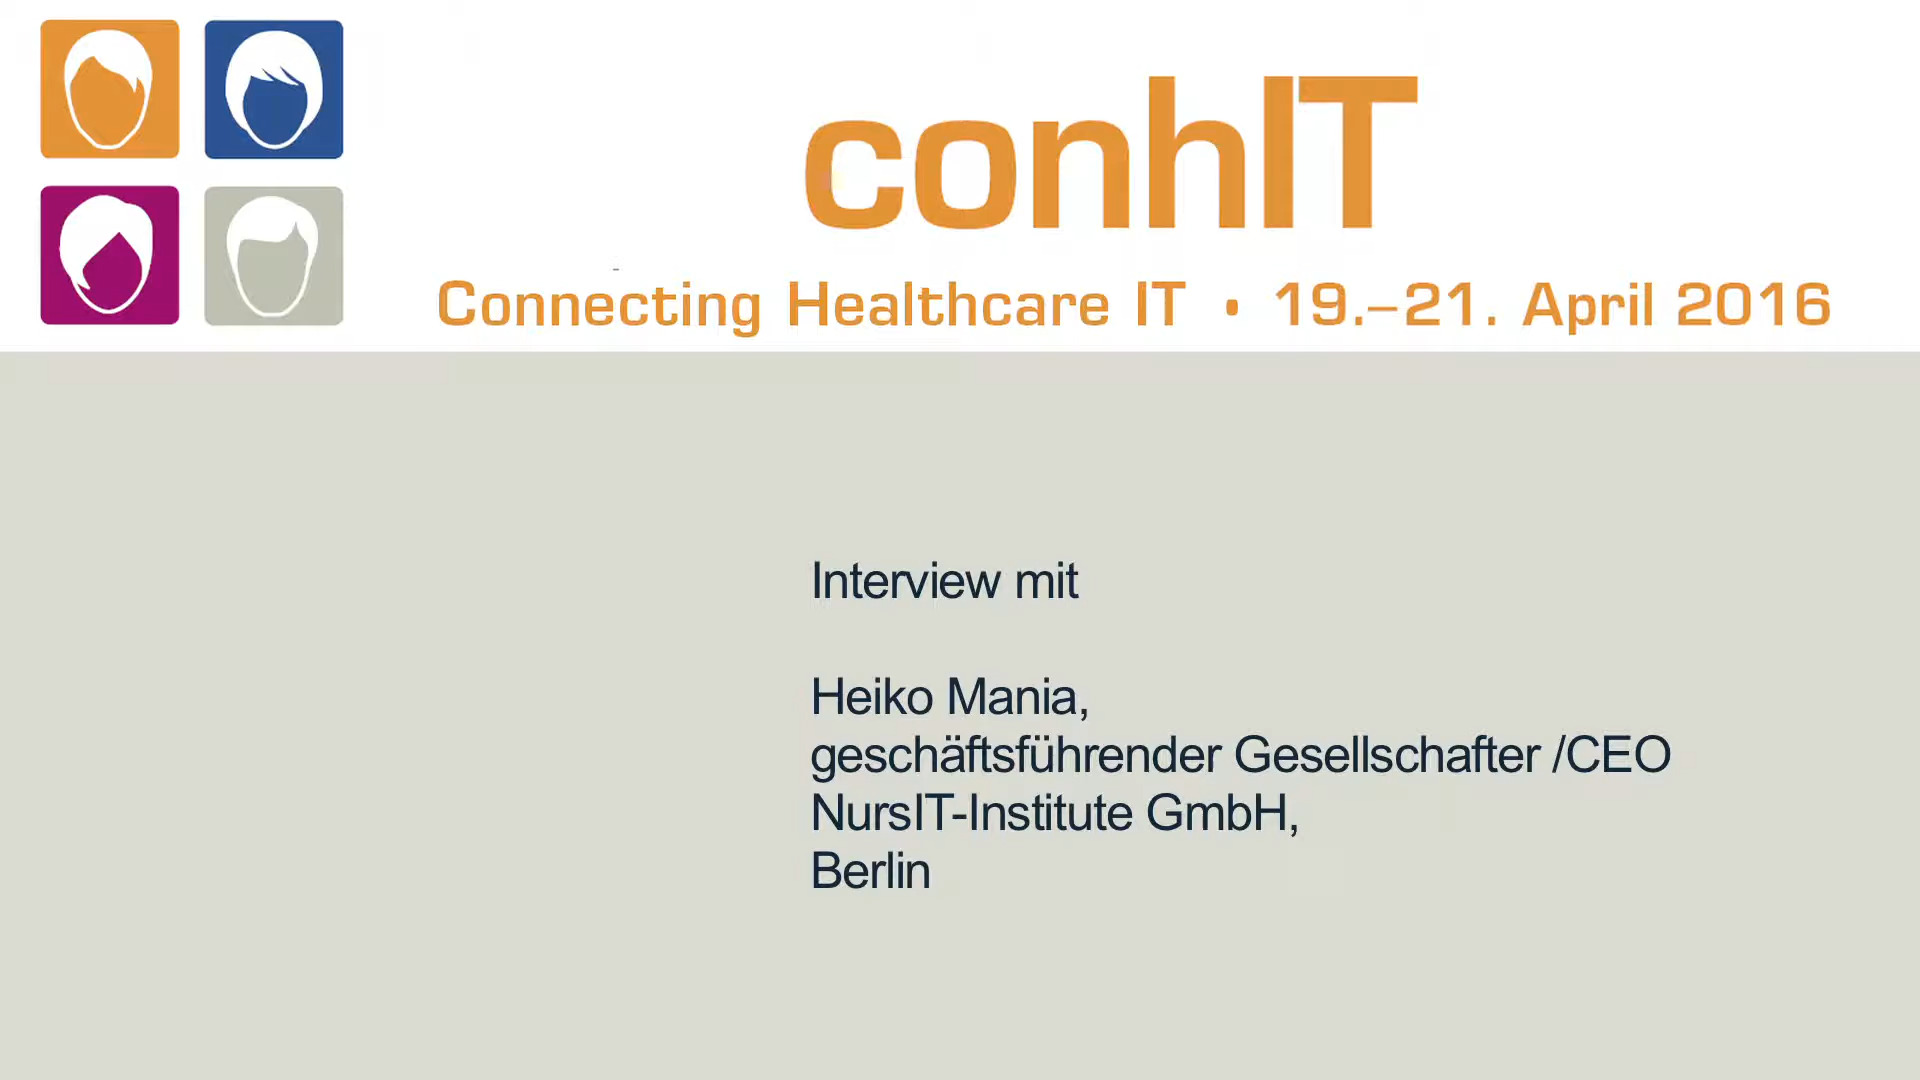 conhIT
Connecting Healthcare IT • 19.–21. April 2016
Interview mit
Heiko Mania,
geschäftsführender Gesellschafter /CEO
NursIT-Institute GmbH,
Berlin